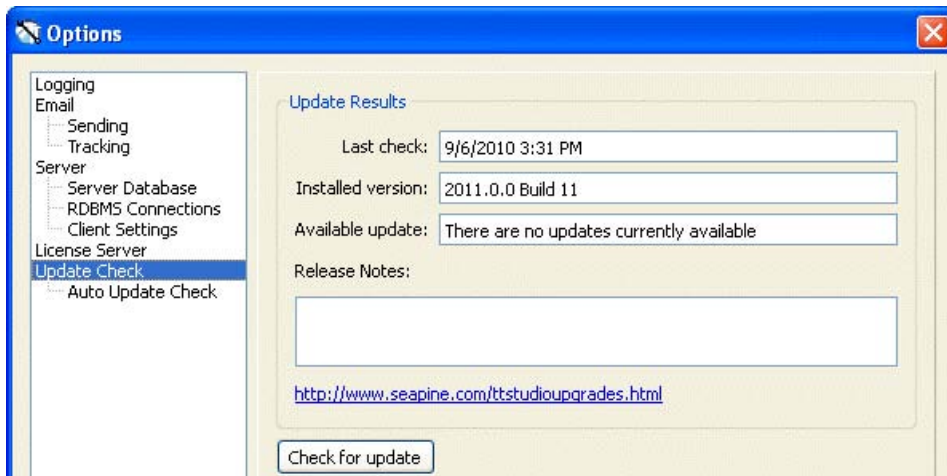 Options
Logging
Email
Sending
Tracking
Server
Server Database
RDBMS Connections
Client Settings
License Server
Update Check
Auto Update Check
Update Results
Last check: 9/6/2010 3:31 PM
Installed version: 2011.0.0 Build 11
Available update: There are no updates currently available
Release Notes:
http://www.seapine.com/ttstudioupgrades.html
Check for update